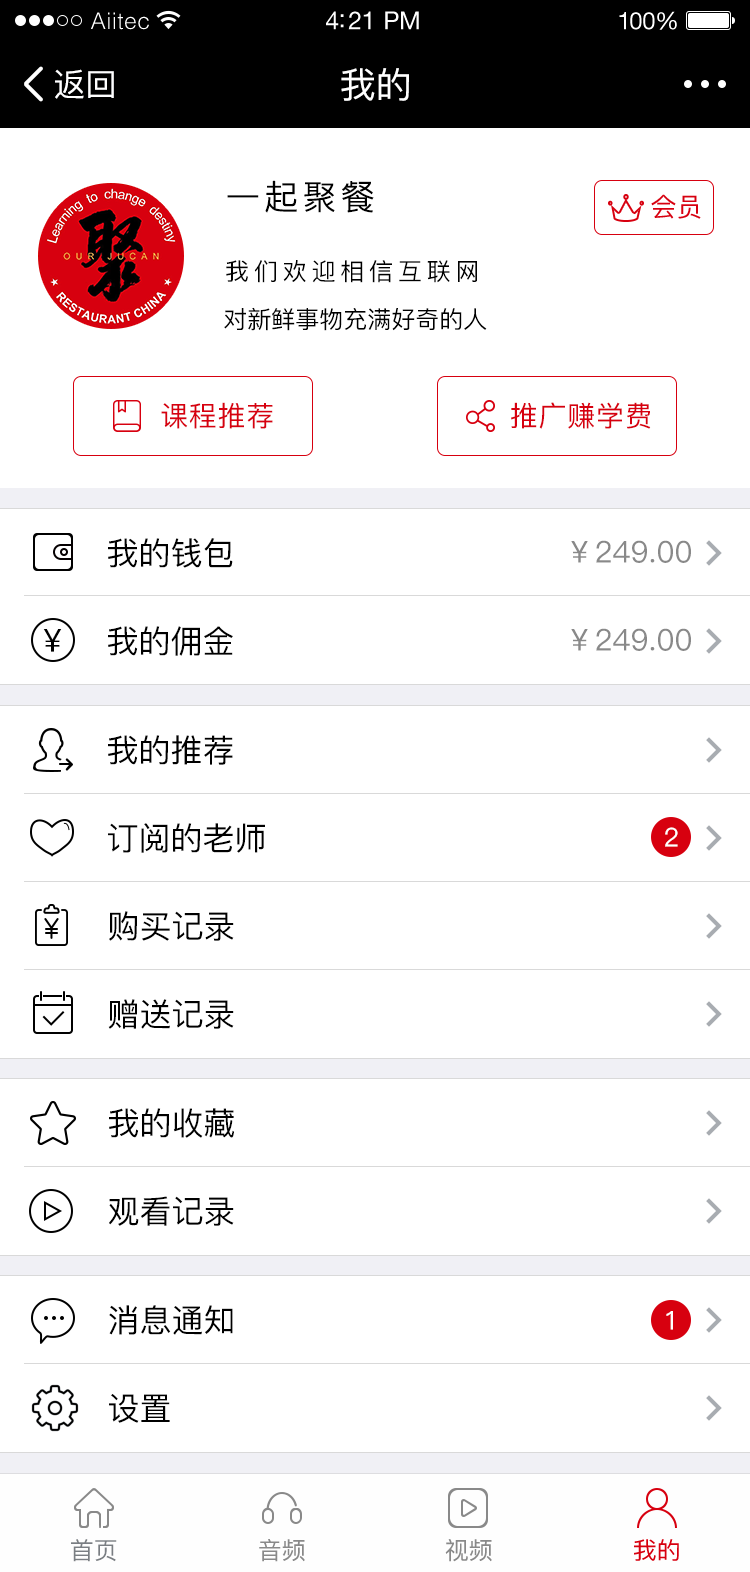 Aiitec 4:21 PM 100%
返回 我的
Learning to change destiny
聚
OUR JUCAN
RESTAURANT CHINA
一起聚餐
会员
我们欢迎相信互联网
对新鲜事物充满好奇的人
课程推荐 推广赚学费
我的钱包 ¥249.00
我的佣金 ¥249.00
我的推荐
订阅的老师 2
购买记录
赠送记录
我的收藏
观看记录
消息通知 1
设置
首页 音频 视频 我的